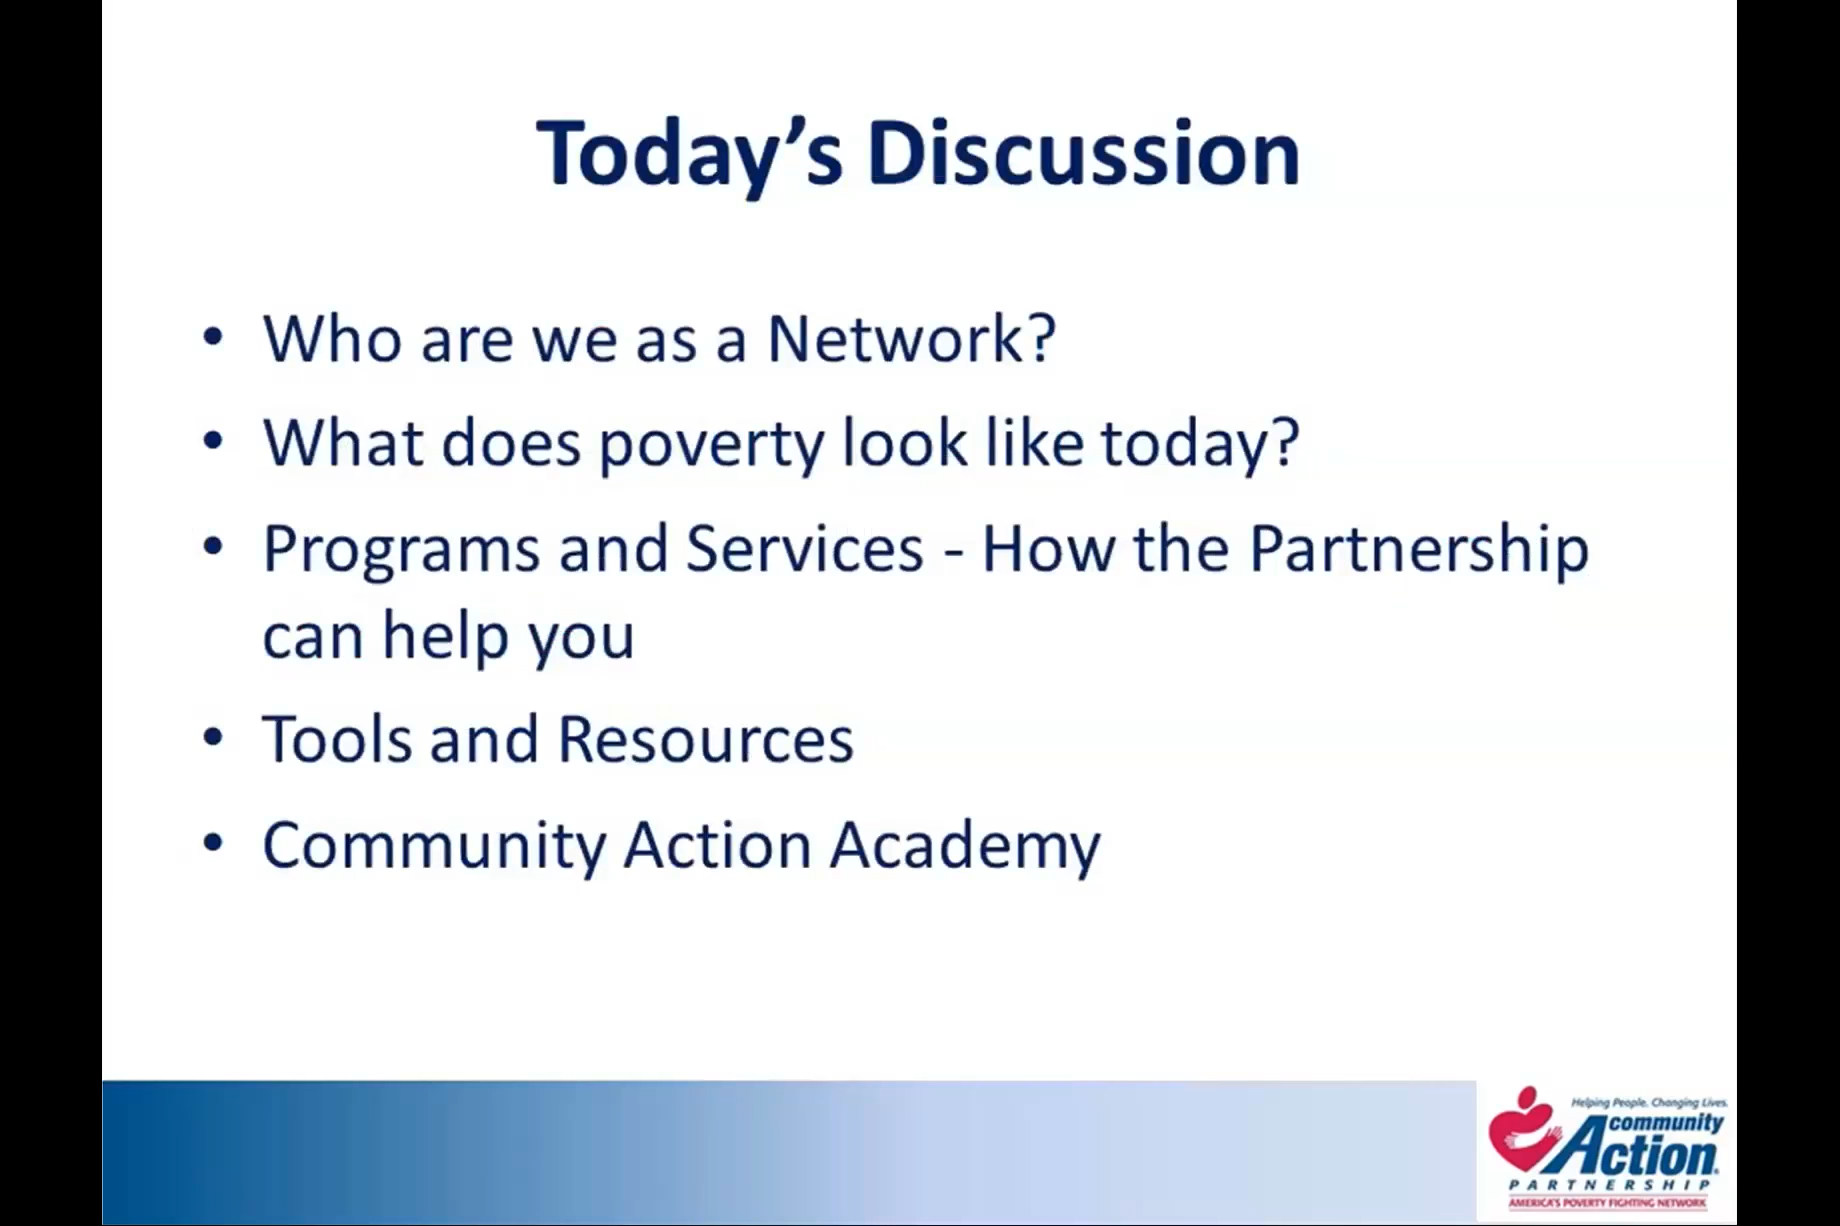 Today’s Discussion
• Who are we as a Network?
• What does poverty look like today?
• Programs and Services - How the Partnership
can help you
• Tools and Resources
• Community Action Academy
Helping People. Changing Lives.
community
Action
PARTNERSHIP
AMERICA'S POVERTY FIGHTING NETWORK